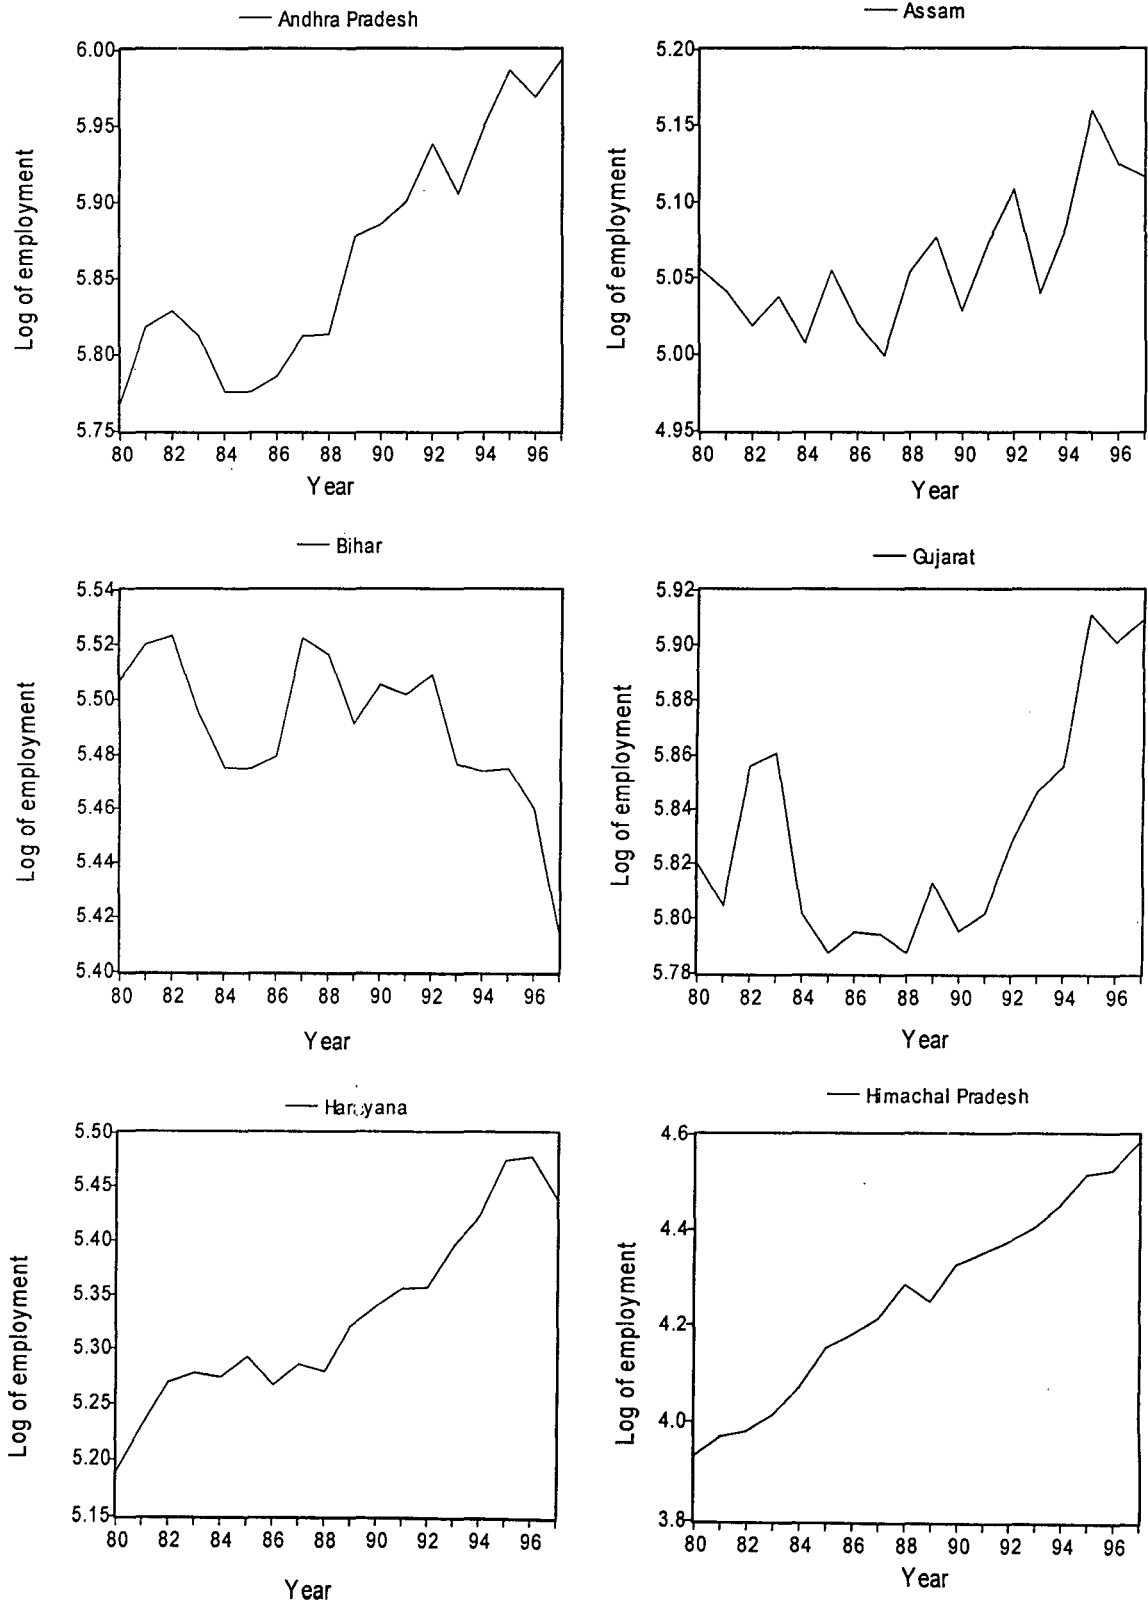 Andhra Pradesh
6.00
5.95
5.90
5.85
5.80
5.75
Log of employment
80 82 84 86 88 90 92 94 96
Year
Assam
5.20
5.15
5.10
5.05
5.00
4.95
Log of employment
80 82 84 86 88 90 92 94 96
Year
Bihar
5.54
5.52
5.50
5.48
5.46
5.44
5.42
5.40
Log of employment
80 82 84 86 88 90 92 94 96
Year
Gujarat
5.92
5.90
5.88
5.86
5.84
5.82
5.80
5.78
Log of employment
80 82 84 86 88 90 92 94 96
Year
Harayana
5.50
5.45
5.40
5.35
5.30
5.25
5.20
5.15
Log of employment
80 82 84 86 88 90 92 94 96
Year
Himachal Pradesh
4.6
4.4
4.2
4.0
3.8
Log of employment
80 82 84 86 88 90 92 94 96
Year